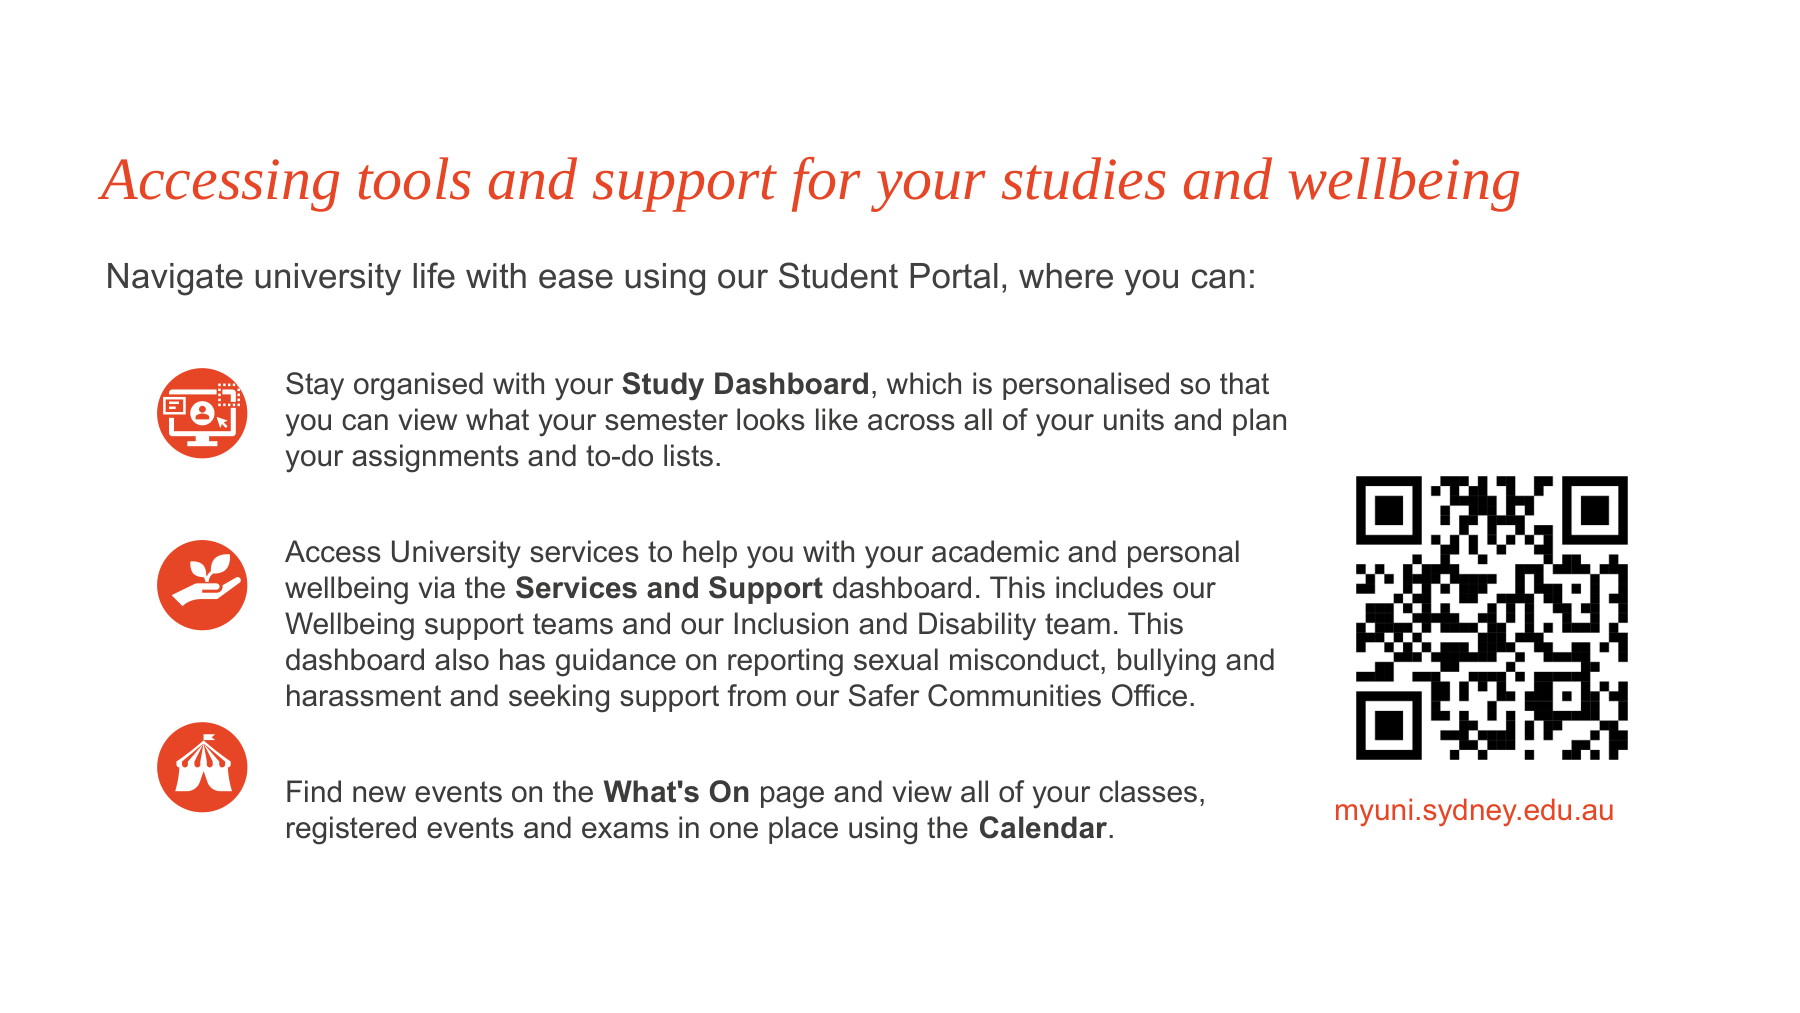 Accessing tools and support for your studies and wellbeing
Navigate university life with ease using our Student Portal, where you can:
Stay organised with your Study Dashboard, which is personalised so that
you can view what your semester looks like across all of your units and plan
your assignments and to-do lists.
Access University services to help you with your academic and personal
wellbeing via the Services and Support dashboard. This includes our
Wellbeing support teams and our Inclusion and Disability team. This
dashboard also has guidance on reporting sexual misconduct, bullying and
harassment and seeking support from our Safer Communities Office.
Find new events on the What's On page and view all of your classes,
registered events and exams in one place using the Calendar.
myuni.sydney.edu.au